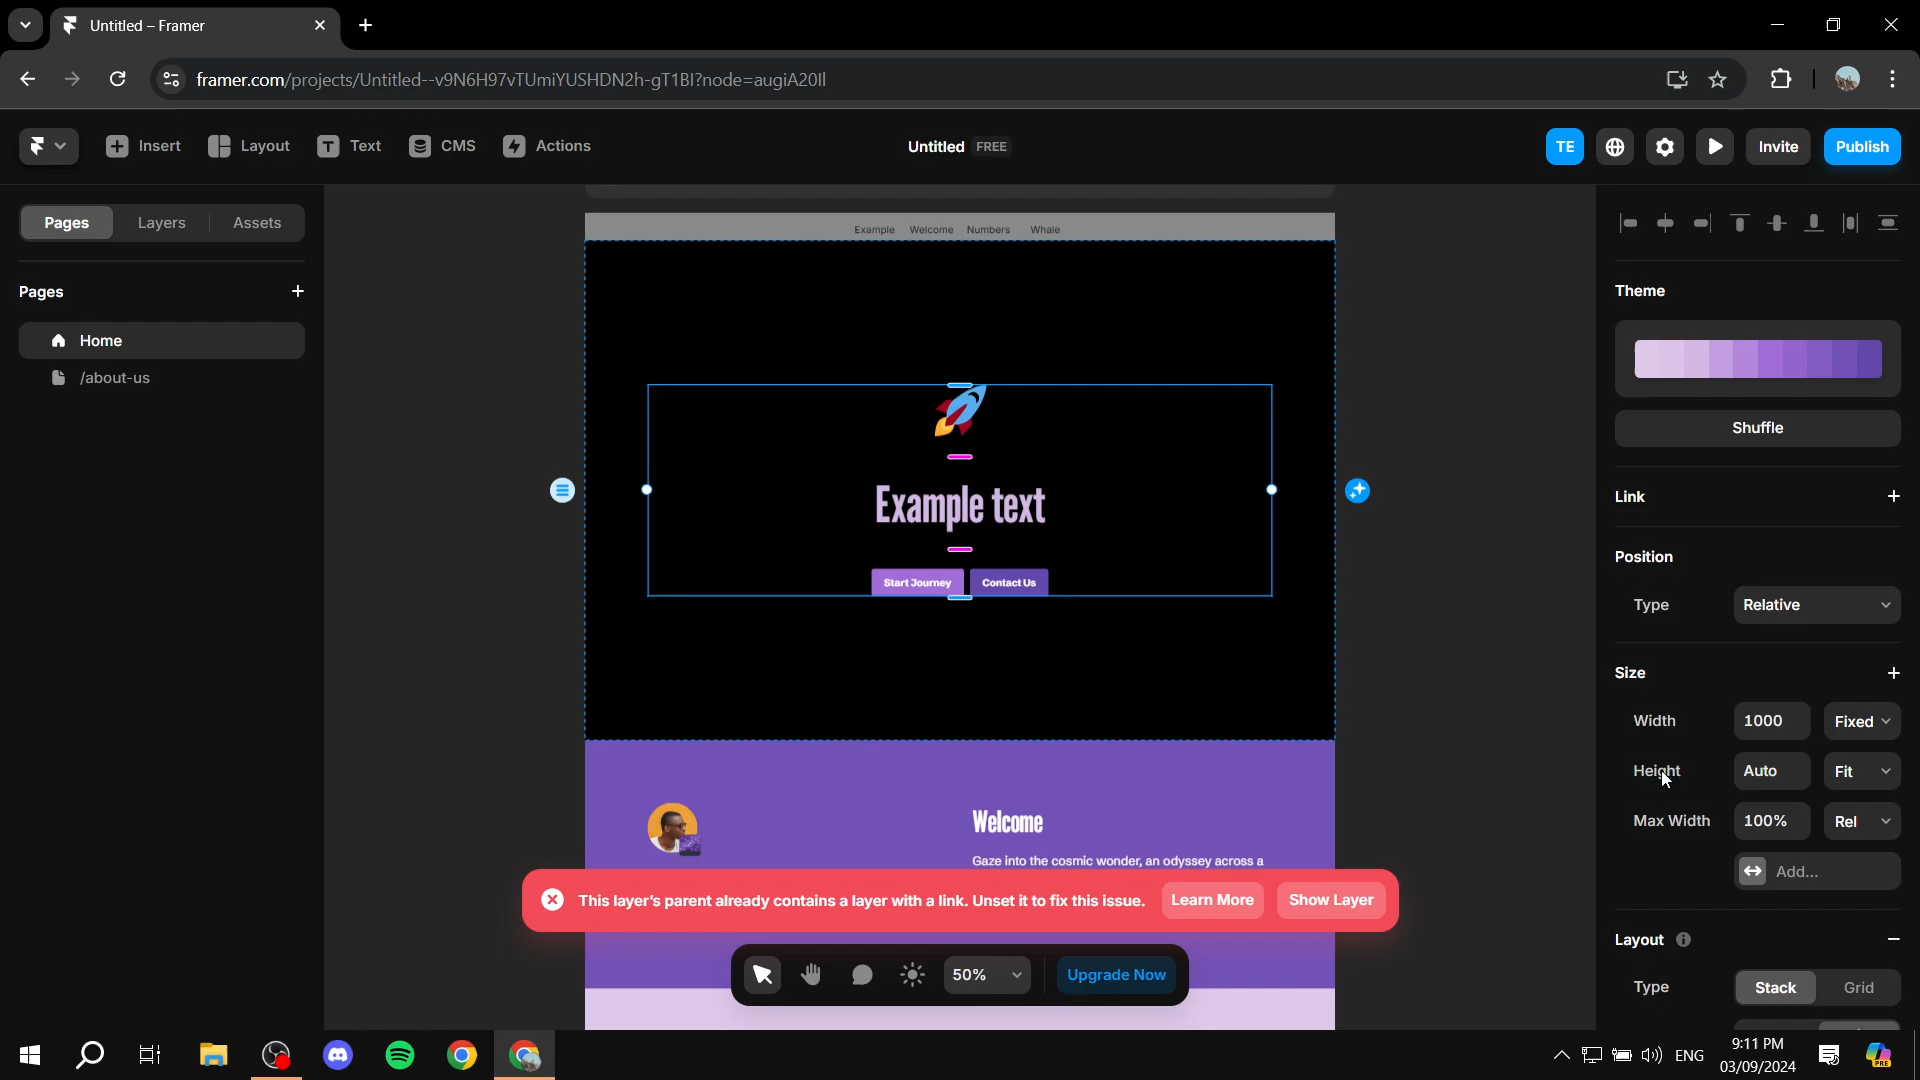 Untitled – Framer
framer.com/projects/Untitled--v9N6H97vTUmiYUSHDN2h-gT1BI?node=augiA20Il
Insert Layout Text CMS Actions Untitled FREE TE Invite Publish
Pages Layers Assets
Pages
Home
/about-us
Example Welcome Numbers Whale
Example text
Start Journey Contact Us
Welcome
Gaze into the cosmic wonder, an odyssey across a
This layer's parent already contains a layer with a link. Unset it to fix this issue. Learn More Show Layer
50% Upgrade Now
Theme
Shuffle
Link
Position
Type Relative
Size
Width 1000 Fixed
Height Auto Fit
Max Width 100% Rel
Add...
Layout
Type Stack Grid
ENG
9:11 PM
03/09/2024
PRE